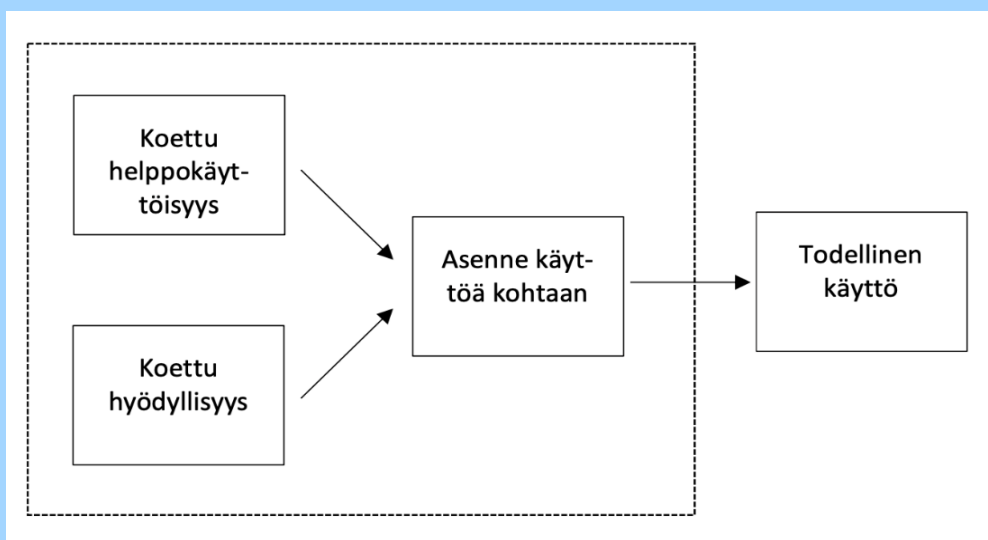 Koettu
helppokäyt-
töisyys
Koettu
hyödyllisyys
Asenne käyt-
töä kohtaan
Todellinen
käyttö